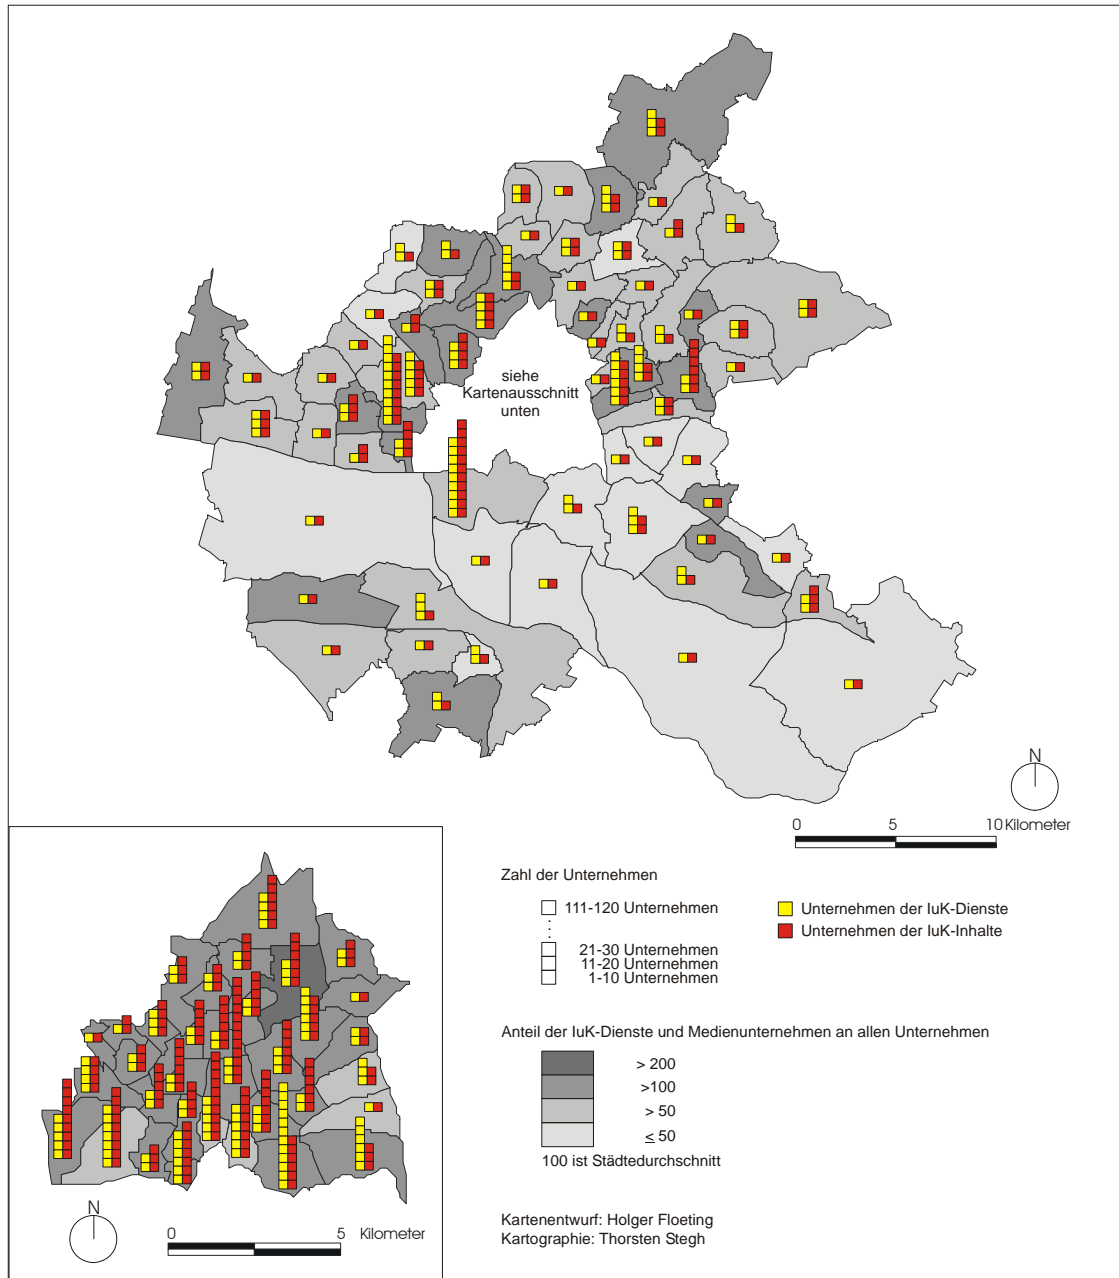 siehe
Kartenausschnitt
unten
N
0 5 10 Kilometer
Zahl der Unternehmen
111-120 Unternehmen
21-30 Unternehmen
11-20 Unternehmen
1-10 Unternehmen
Unternehmen der IuK-Dienste
Unternehmen der IuK-Inhalte
Anteil der IuK-Dienste und Medienunternehmen an allen Unternehmen
> 200
>100
> 50
≤ 50
100 ist Städtedurchschnitt
Kartenentwurf: Holger Floeting
Kartographie: Thorsten Stegh
N
N
0 5 Kilometer